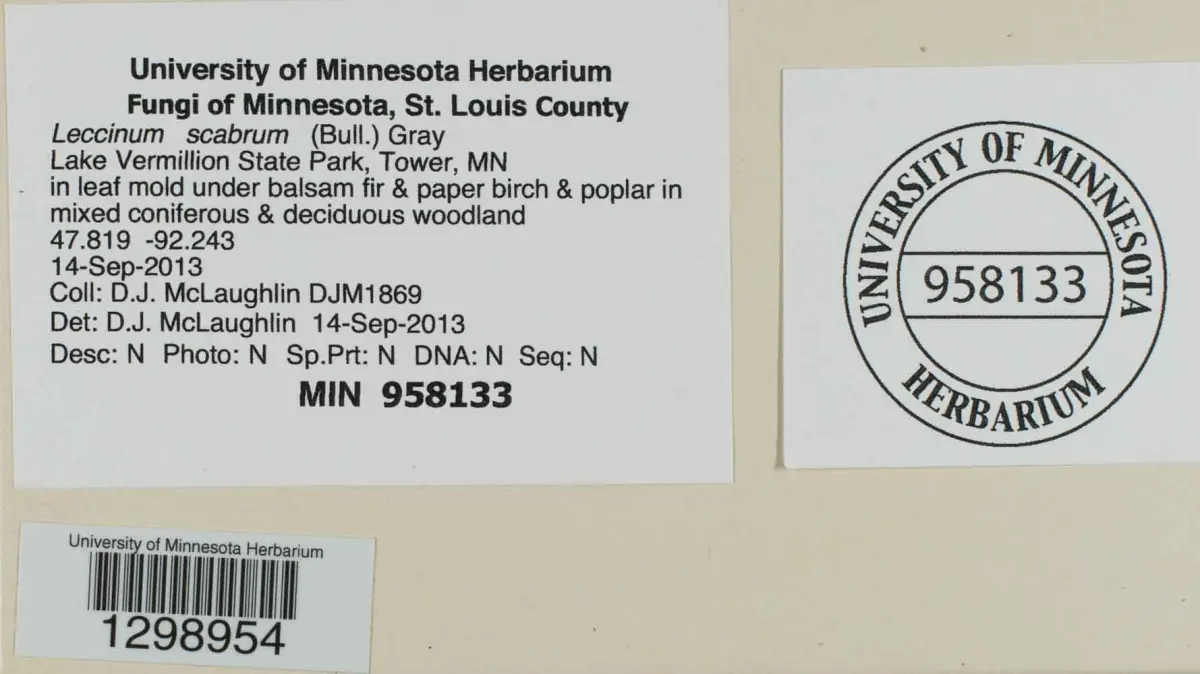 University of Minnesota Herbarium
Fungi of Minnesota, St. Louis County
Leccinum scabrum (Bull.) Gray
Lake Vermillion State Park, Tower, MN
in leaf mold under balsam fir & paper birch & poplar in
mixed coniferous & deciduous woodland
47.819 -92.243
14-Sep-2013
Coll: D.J. McLaughlin DJM1869
Det: D.J. McLaughlin 14-Sep-2013
Desc: N Photo: N Sp.Prt: N DNA: N Seq: N
MIN 958133
UNIVERSITY OF MINNESOTA
958133
HERBARIUM
University of Minnesota Herbarium
1298954